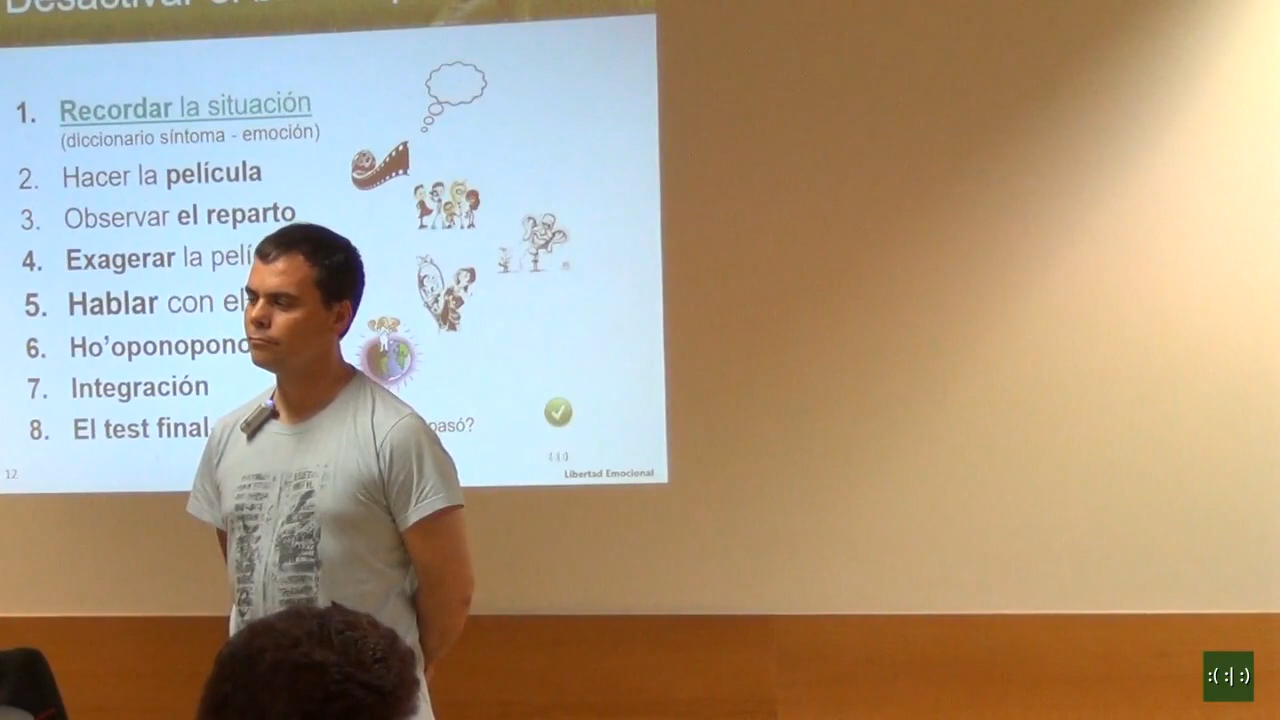 1. Recordar la situación
(diccionario síntoma - emoción)
2. Hacer la película
3. Observar el reparto
4. Exagerar la
5. Hablar con el
6. Ho'oponopono
7. Integración
8. El test final
pasó?
:( :| :)
12
Libertad Emocional
:( :| :)